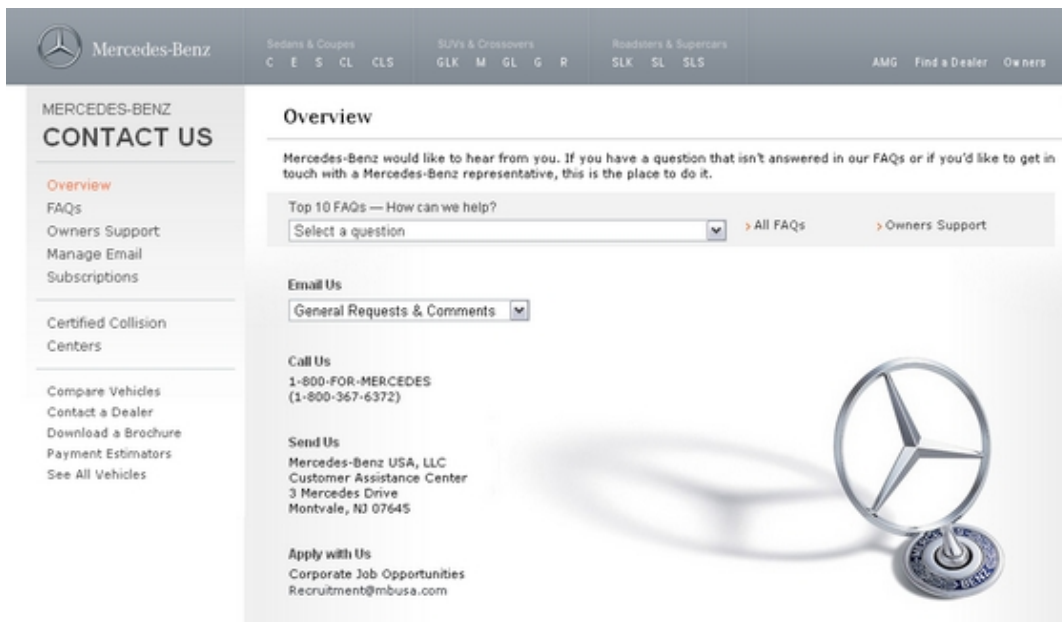 Mercedes-Benz
Sedans & Coupes
C E S CL CLS
SUVs & Crossovers
GLK M GL G R
Roadsters & Supercars
SLK SL SLS
AMG Find a Dealer Owners
MERCEDES-BENZ
CONTACT US
Overview
FAQs
Owners Support
Manage Email
Subscriptions
Certified Collision
Centers
Compare Vehicles
Contact a Dealer
Download a Brochure
Payment Estimators
See All Vehicles
Overview
Mercedes-Benz would like to hear from you. If you have a question that isn't answered in our FAQs or if you'd like to get in
touch with a Mercedes-Benz representative, this is the place to do it.
Top 10 FAQs — How can we help?
Select a question
> All FAQs
> Owners Support
Email Us
General Requests & Comments
Call Us
1-800-FOR-MERCEDES
(1-800-367-6372)
Send Us
Mercedes-Benz USA, LLC
Customer Assistance Center
3 Mercedes Drive
Montvale, NJ 07645
Apply with Us
Corporate Job Opportunities
Recruitment@mbusa.com
BENZ